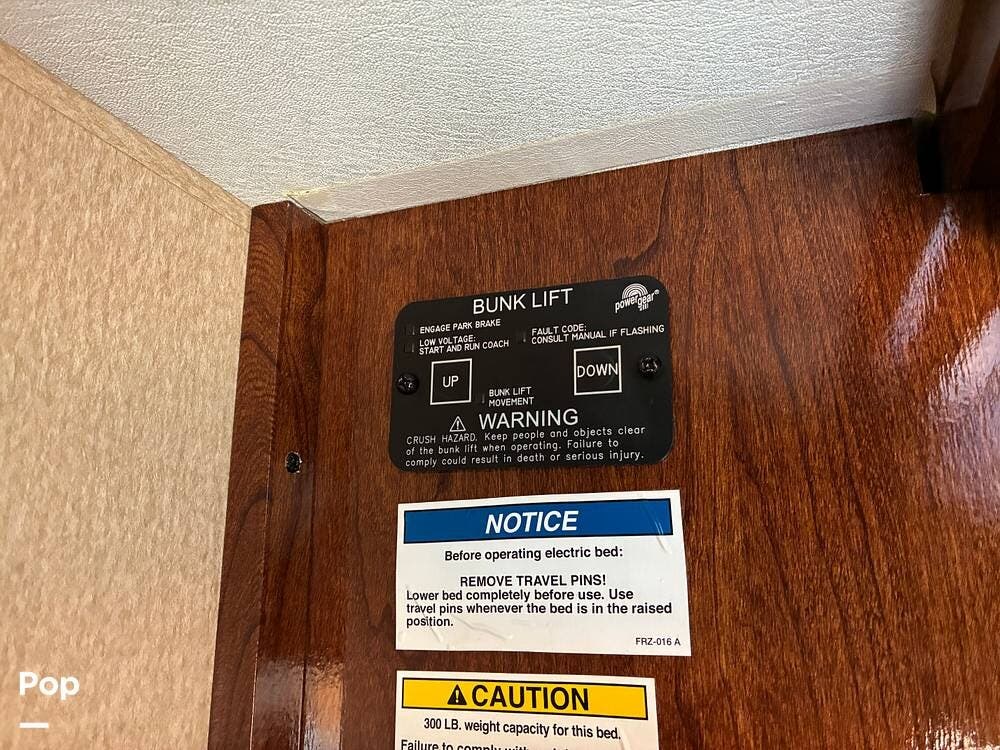 BUNK LIFT
powergear®
ENGAGE PARK BRAKE
LOW VOLTAGE:
START AND RUN COACH
FAULT CODE:
CONSULT MANUAL IF FLASHING
UP
DOWN
BUNK LIFT
MOVEMENT
WARNING
CRUSH HAZARD. Keep people and objects clear
of the bunk lift when operating. Failure to
comply could result in death or serious injury.
NOTICE
Before operating electric bed:
REMOVE TRAVEL PINS!
Lower bed completely before use. Use
travel pins whenever the bed is in the raised
position.
FRZ-016 A
CAUTION
300 LB. weight capacity for this bed.
Failure to comply
Pop